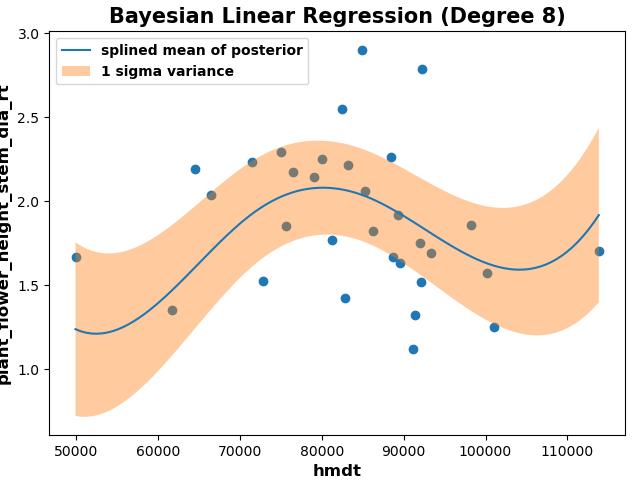 Bayesian Linear Regression (Degree 8)
splined mean of posterior
1 sigma variance
plant_flower_height_stem_dia_rt
3.0
2.5
2.0
1.5
1.0
50000 60000 70000 80000 90000 100000 110000
hmdt